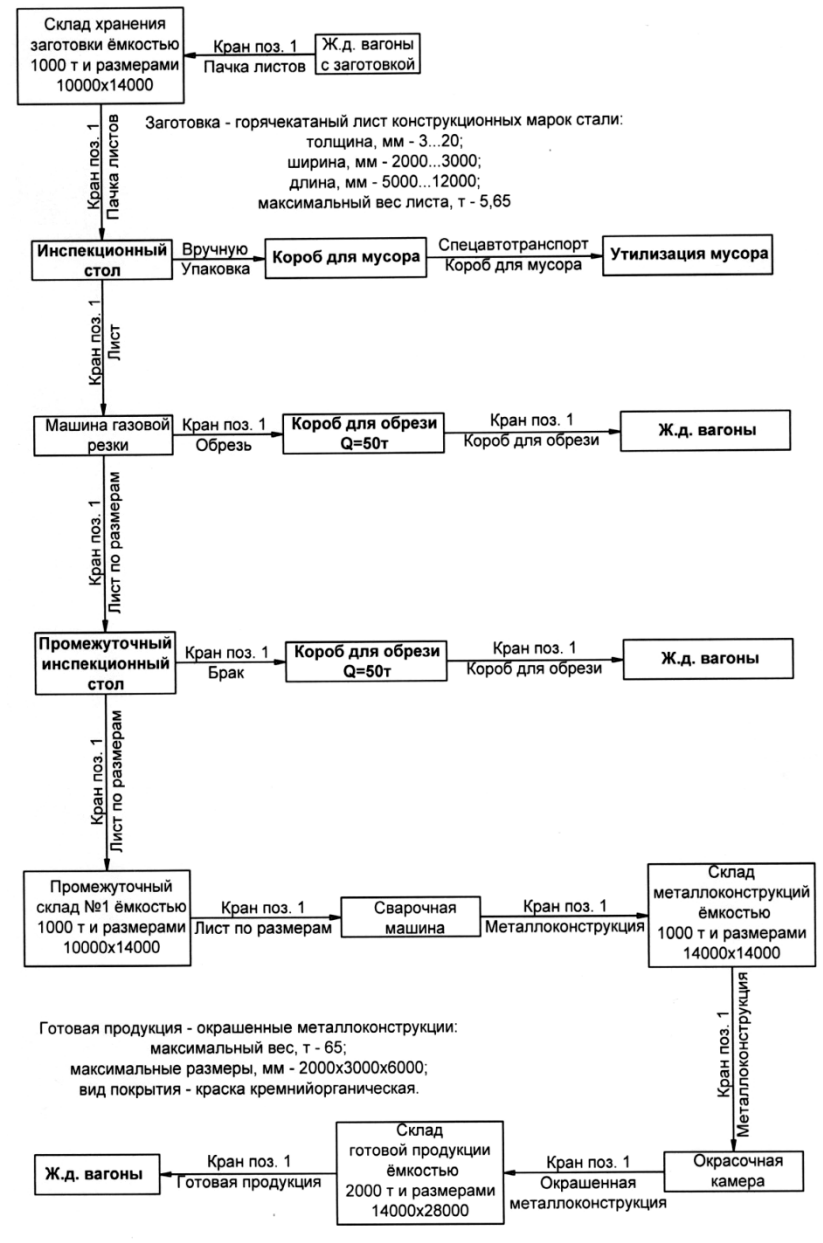 Склад хранения
заготовки ёмкостью
1000 т и размерами
10000х14000
Кран поз. 1
Пачка листов
Ж.д. вагоны
с заготовкой
Кран поз. 1
Пачка листов
Заготовка - горячекатаный лист конструкционных марок стали:
толщина, мм - 3...20;
ширина, мм - 2000...3000;
длина, мм - 5000...12000;
максимальный вес листа, т - 5,65
Инспекционный
стол
Вручную
Упаковка
Короб для мусора
Спецавтотранспорт
Короб для мусора
Утилизация мусора
Кран поз. 1
Лист
Машина газовой
резки
Кран поз. 1
Обрезь
Короб для обрези
Q=50т
Кран поз. 1
Короб для обрези
Ж.д. вагоны
Кран поз. 1
Лист по размерам
Промежуточный
инспекционный
стол
Кран поз. 1
Брак
Короб для обрези
Q=50т
Кран поз. 1
Короб для обрези
Ж.д. вагоны
Кран поз. 1
Лист по размерам
Промежуточный
склад №1 ёмкостью
1000 т и размерами
10000х14000
Кран поз. 1
Лист по размерам
Сварочная
машина
Кран поз. 1
Металлоконструкция
Склад
металлоконструкций
ёмкостью
1000 т и размерами
14000х14000
Кран поз. 1
Металлоконструкция
Готовая продукция - окрашенные металлоконструкции:
максимальный вес, т - 65;
максимальные размеры, мм - 2000х3000х6000;
вид покрытия - краска кремнийорганическая.
Ж.д. вагоны
Кран поз. 1
Готовая продукция
Склад
готовой продукции
ёмкостью
2000 т и размерами
14000х28000
Кран поз. 1
Окрашенная
металлоконструкция
Окрасочная
камера